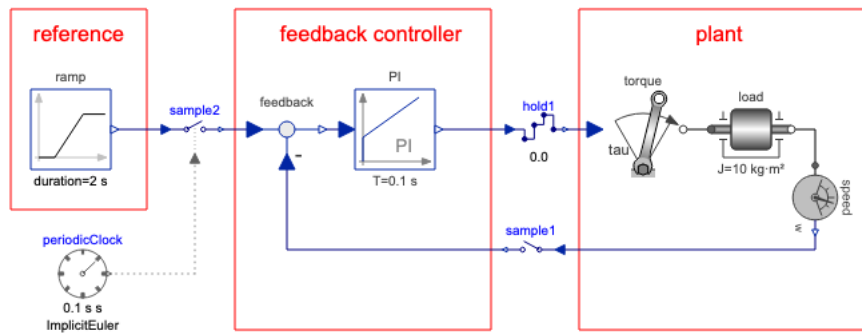 reference
feedback controller
plant
ramp
sample2
feedback
PI
hold1
torque
load
PI
tau
duration=2 s
-
T=0.1 s
0.0
J=10 kg·m²
speed
w
periodicClock
sample1
0.1 s s
ImplicitEuler